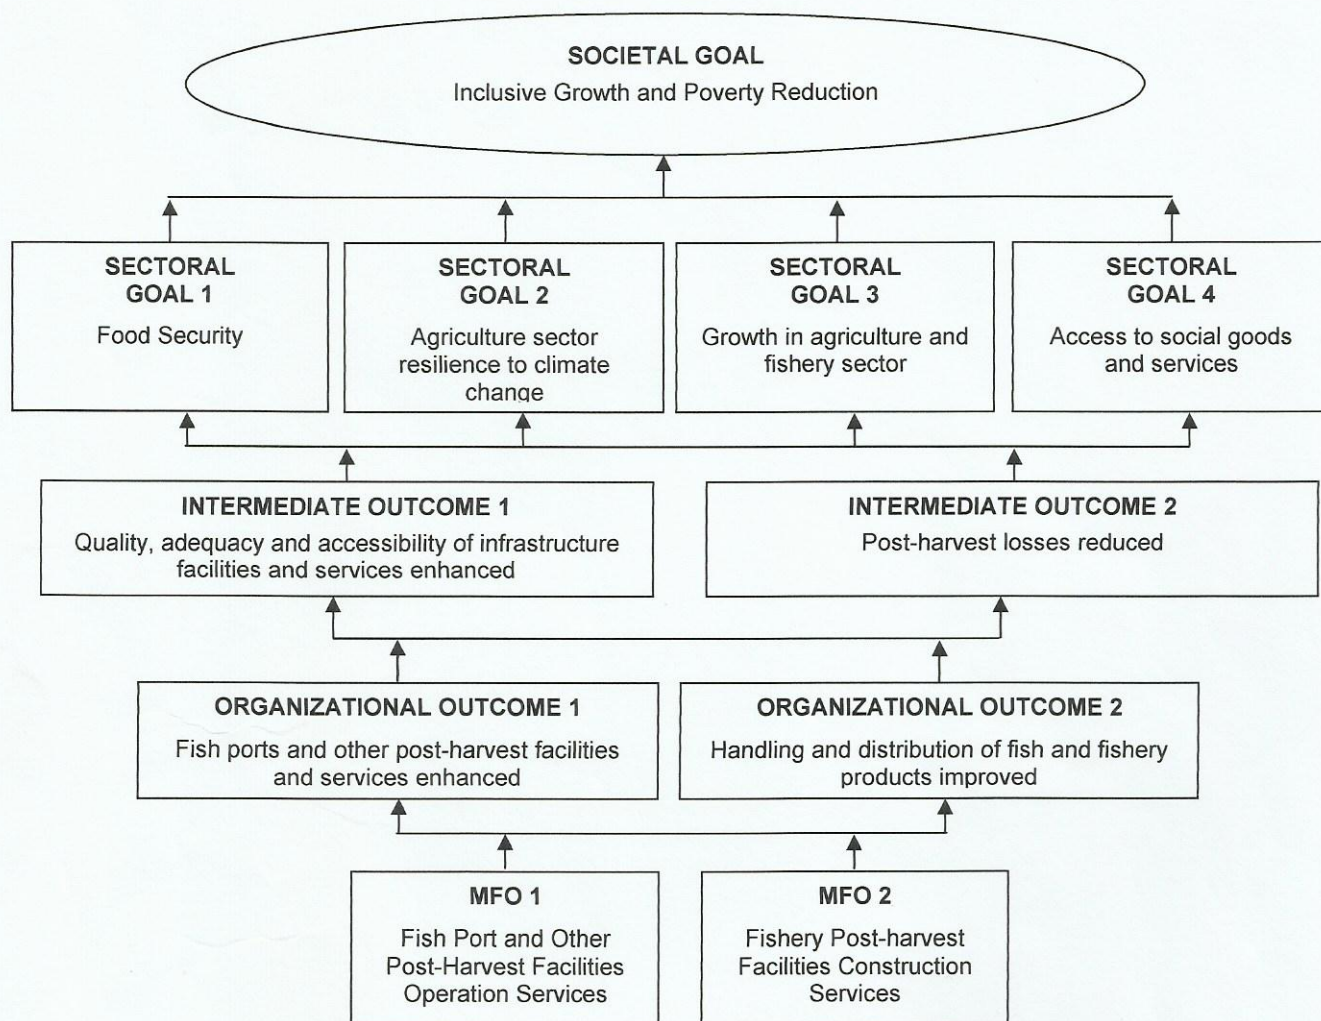 SOCIETAL GOAL
Inclusive Growth and Poverty Reduction
SECTORAL
GOAL 1
Food Security
SECTORAL
GOAL 2
Agriculture sector
resilience to climate
change
SECTORAL
GOAL 3
Growth in agriculture and
fishery sector
SECTORAL
GOAL 4
Access to social goods
and services
INTERMEDIATE OUTCOME 1
Quality, adequacy and accessibility of infrastructure
facilities and services enhanced
INTERMEDIATE OUTCOME 2
Post-harvest losses reduced
ORGANIZATIONAL OUTCOME 1
Fish ports and other post-harvest facilities
and services enhanced
ORGANIZATIONAL OUTCOME 2
Handling and distribution of fish and fishery
products improved
MFO 1
Fish Port and Other
Post-Harvest Facilities
Operation Services
MFO 2
Fishery Post-harvest
Facilities Construction
Services